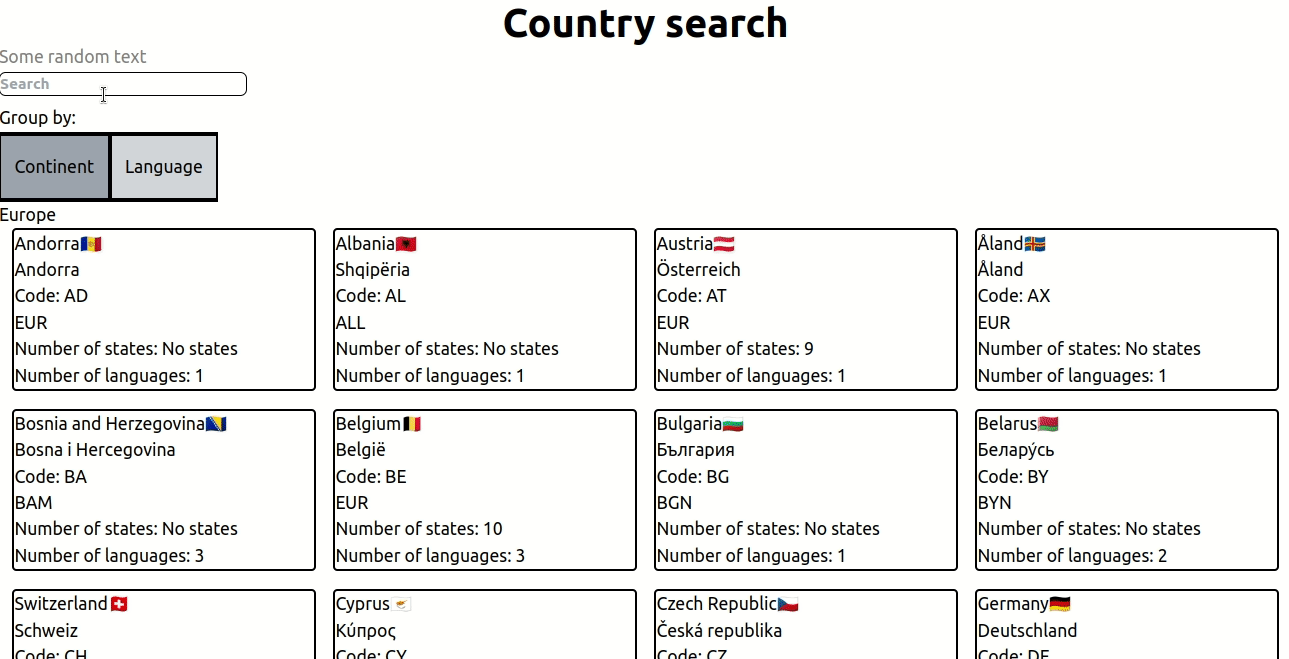 Country search
Some random text
Search
Group by:
Continent Language
Europe
Andorra🇦🇩
Andorra
Code: AD
EUR
Number of states: No states
Number of languages: 1
Albania🇦🇱
Shqipëria
Code: AL
ALL
Number of states: No states
Number of languages: 1
Austria🇦🇹
Österreich
Code: AT
EUR
Number of states: 9
Number of languages: 1
Åland🇦🇽
Åland
Code: AX
EUR
Number of states: No states
Number of languages: 1
Bosnia and Herzegovina🇧🇦
Bosna i Hercegovina
Code: BA
BAM
Number of states: No states
Number of languages: 3
Belgium🇧🇪
België
Code: BE
EUR
Number of states: 10
Number of languages: 3
Bulgaria🇧🇬
България
Code: BG
BGN
Number of states: No states
Number of languages: 1
Belarus🇧🇾
Белару́сь
Code: BY
BYN
Number of states: No states
Number of languages: 2
Switzerland🇨🇭
Schweiz
Code: CH
Cyprus🇨🇾
Κύπρος
Code: CY
Czech Republic🇨🇿
Česká republika
Code: CZ
Germany🇩🇪
Deutschland
Code: DE